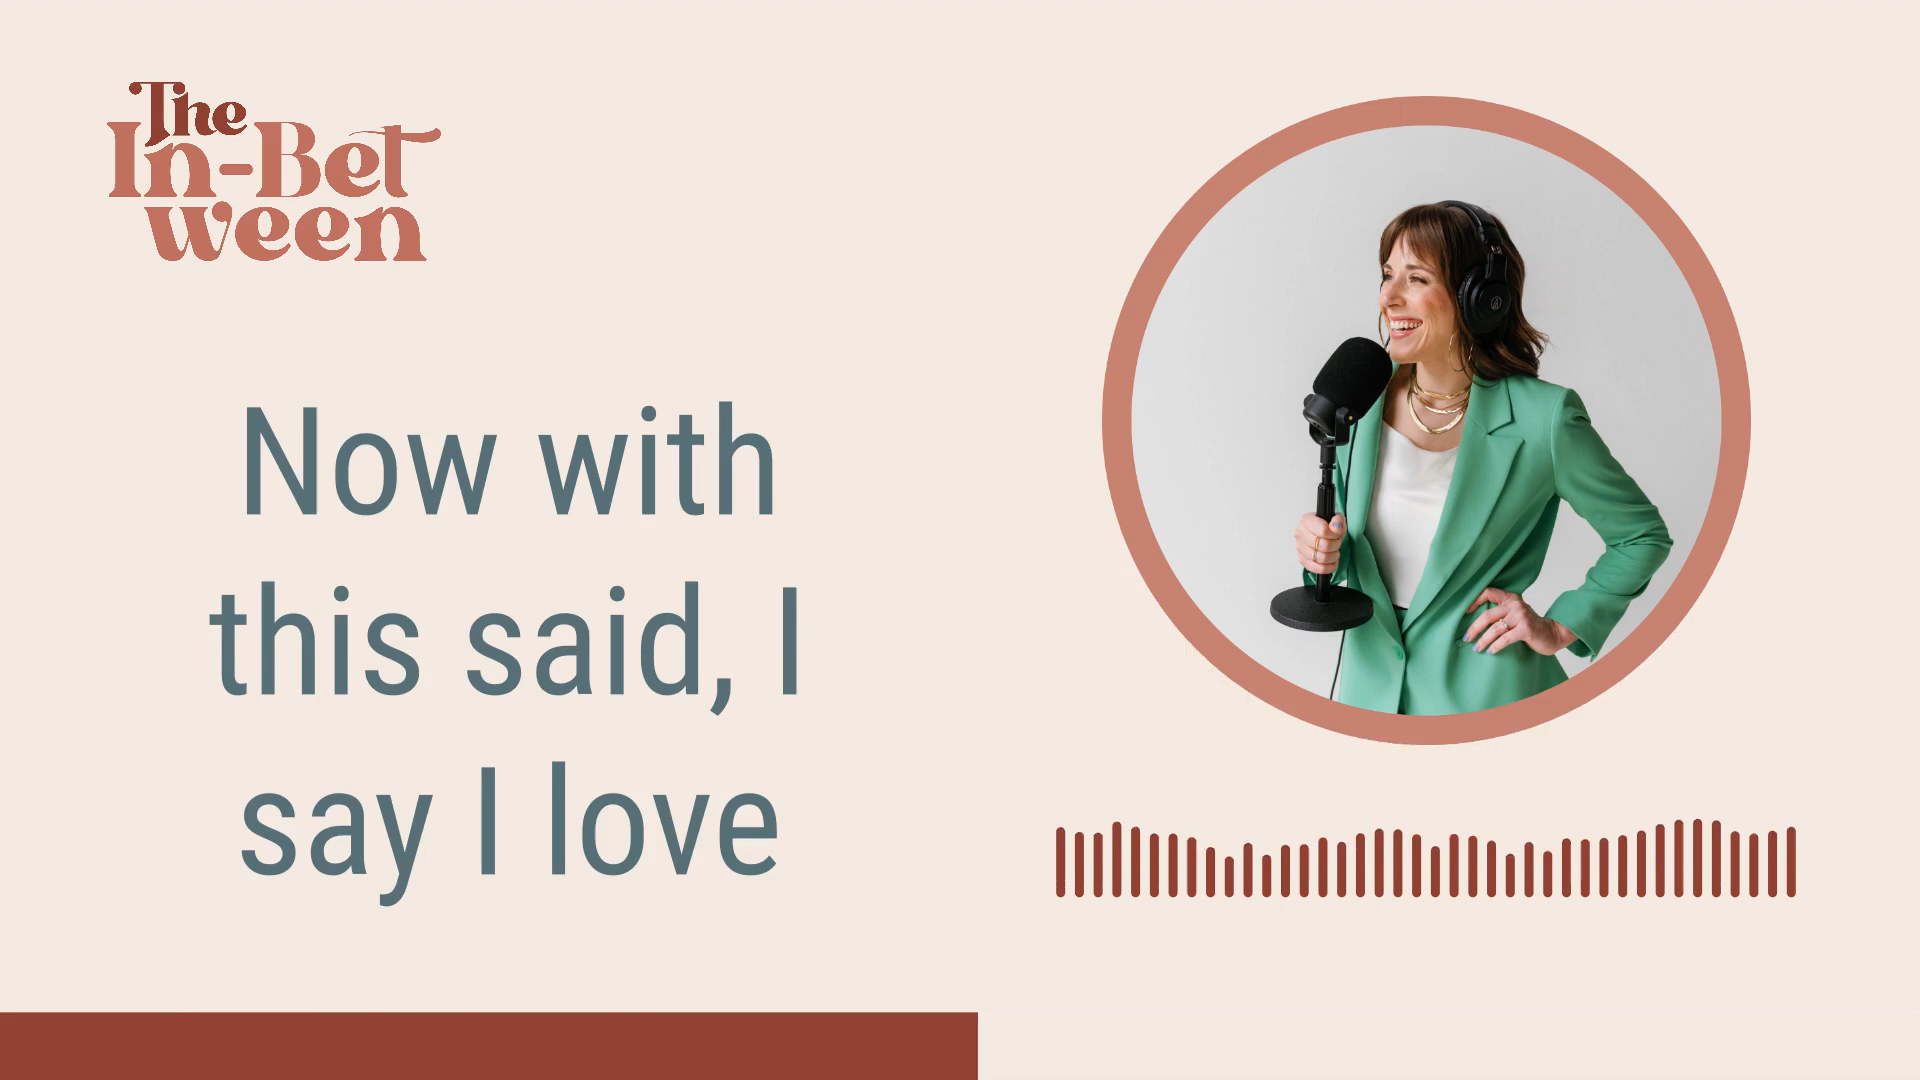 The
In-Bet
ween
Now with
this said, I
say I love